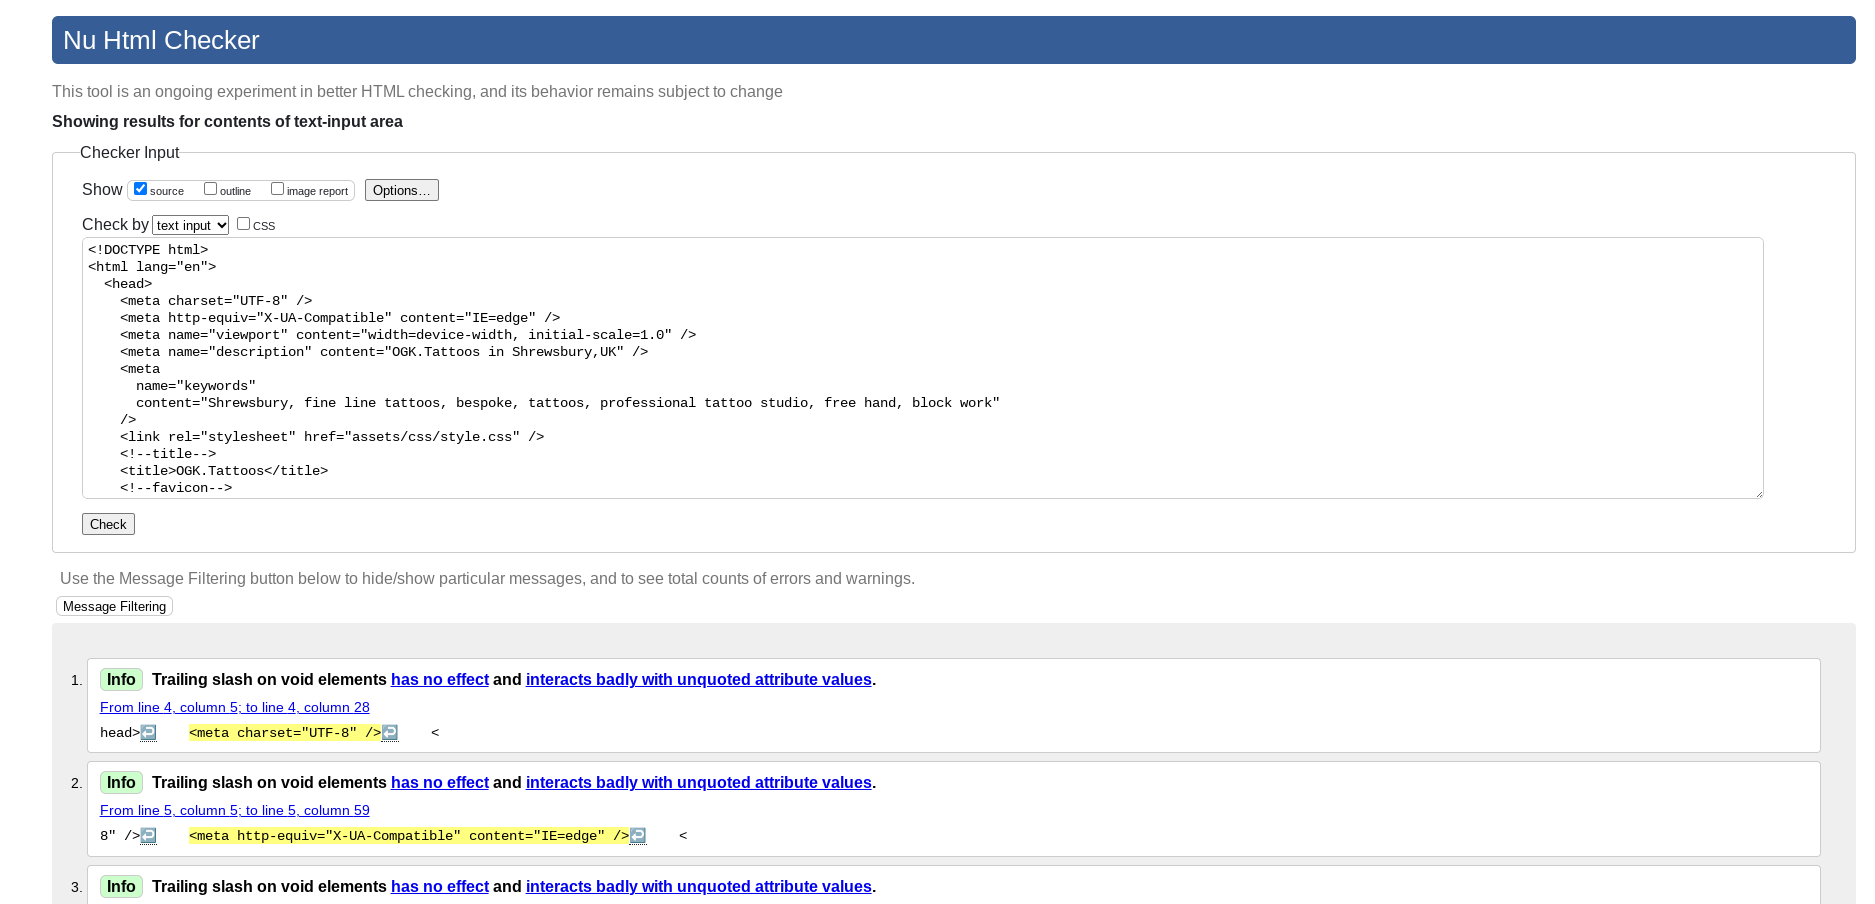 Nu Html Checker
This tool is an ongoing experiment in better HTML checking, and its behavior remains subject to change
Showing results for contents of text-input area
Checker Input
Show source outline image report Options...
Check by text input CSS
<!DOCTYPE html>
<html lang="en">
  <head>
    <meta charset="UTF-8" />
    <meta http-equiv="X-UA-Compatible" content="IE=edge" />
    <meta name="viewport" content="width=device-width, initial-scale=1.0" />
    <meta name="description" content="OGK.Tattoos in Shrewsbury,UK" />
    <meta
      name="keywords"
      content="Shrewsbury, fine line tattoos, bespoke, tattoos, professional tattoo studio, free hand, block work"
    />
    <link rel="stylesheet" href="assets/css/style.css" />
    <!--title-->
    <title>OGK.Tattoos</title>
    <!--favicon-->
Check
Use the Message Filtering button below to hide/show particular messages, and to see total counts of errors and warnings.
Message Filtering
1. Info Trailing slash on void elements has no effect and interacts badly with unquoted attribute values.
From line 4, column 5; to line 4, column 28
head>↩    <meta charset="UTF-8" />↩    <
2. Info Trailing slash on void elements has no effect and interacts badly with unquoted attribute values.
From line 5, column 5; to line 5, column 59
8" />↩    <meta http-equiv="X-UA-Compatible" content="IE=edge" />↩    <
3. Info Trailing slash on void elements has no effect and interacts badly with unquoted attribute values.